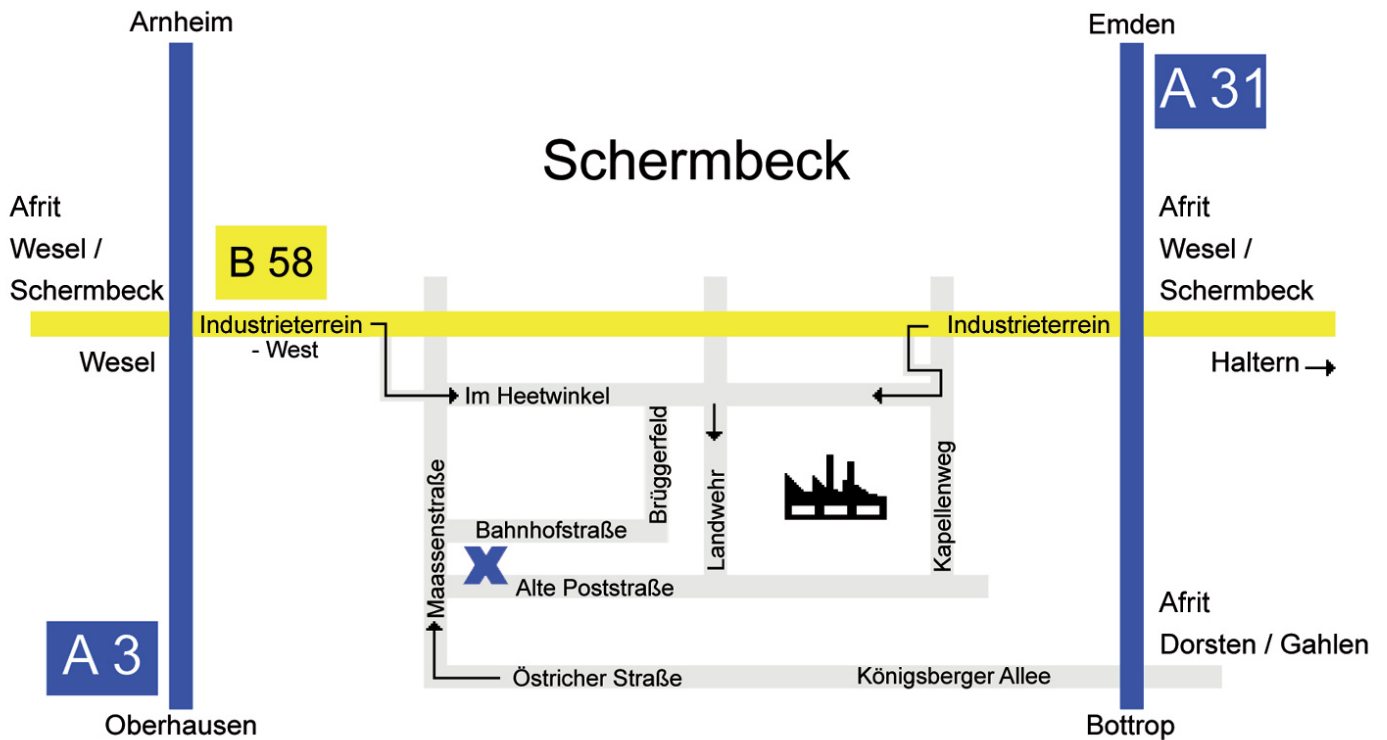 Arnheim
Emden
A 31
Schermbeck
Afrit
Wesel /
Schermbeck
B 58
Afrit
Wesel /
Schermbeck
Industrieterrein
- West
Industrieterrein
Wesel
Haltern
Im Heetwinkel
Brüggerfeld
Maassenstraße
Landwehr
Kapellenweg
Bahnhofstraße
X
Alte Poststraße
Afrit
Dorsten / Gahlen
A 3
Östricher Straße
Königsberger Allee
Oberhausen
Bottrop